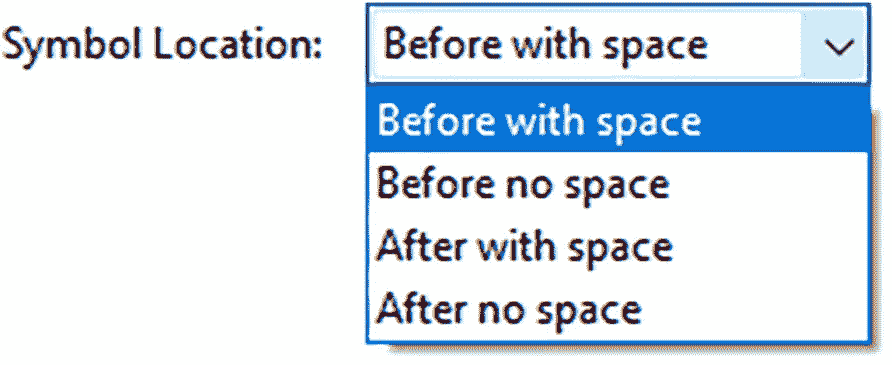 Symbol Location: Before with space
Before with space
Before no space
After with space
After no space